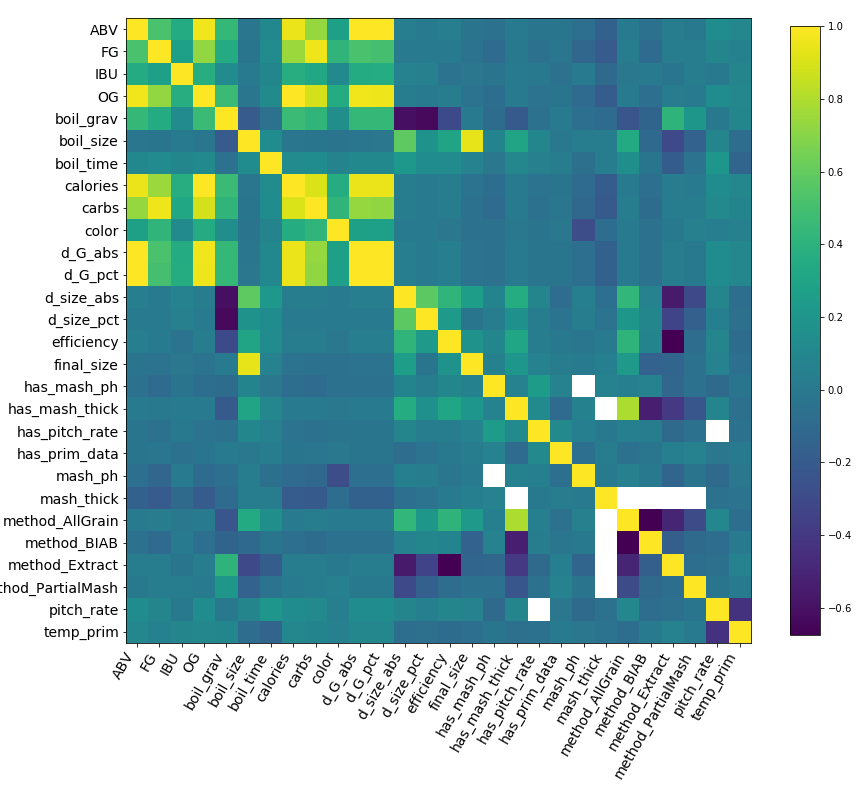 ABV
FG
IBU
OG
boil_grav
boil_size
boil_time
calories
carbs
color
d_G_abs
d_G_pct
d_size_abs
d_size_pct
efficiency
final_size
has_mash_ph
has_mash_thick
has_pitch_rate
has_prim_data
mash_ph
mash_thick
method_AllGrain
method_BIAB
method_Extract
thod_PartialMash
pitch_rate
temp_prim
ABV
FG
IBU
OG
boil_grav
boil_size
boil_time
calories
carbs
color
d_G_abs
d_G_pct
d_size_abs
d_size_pct
efficiency
final_size
has_mash_ph
has_mash_thick
has_pitch_rate
has_prim_data
mash_ph
mash_thick
method_AllGrain
method_BIAB
method_Extract
method_PartialMash
pitch_rate
temp_prim
1.0
0.8
0.6
0.4
0.2
0.0
−0.2
−0.4
−0.6